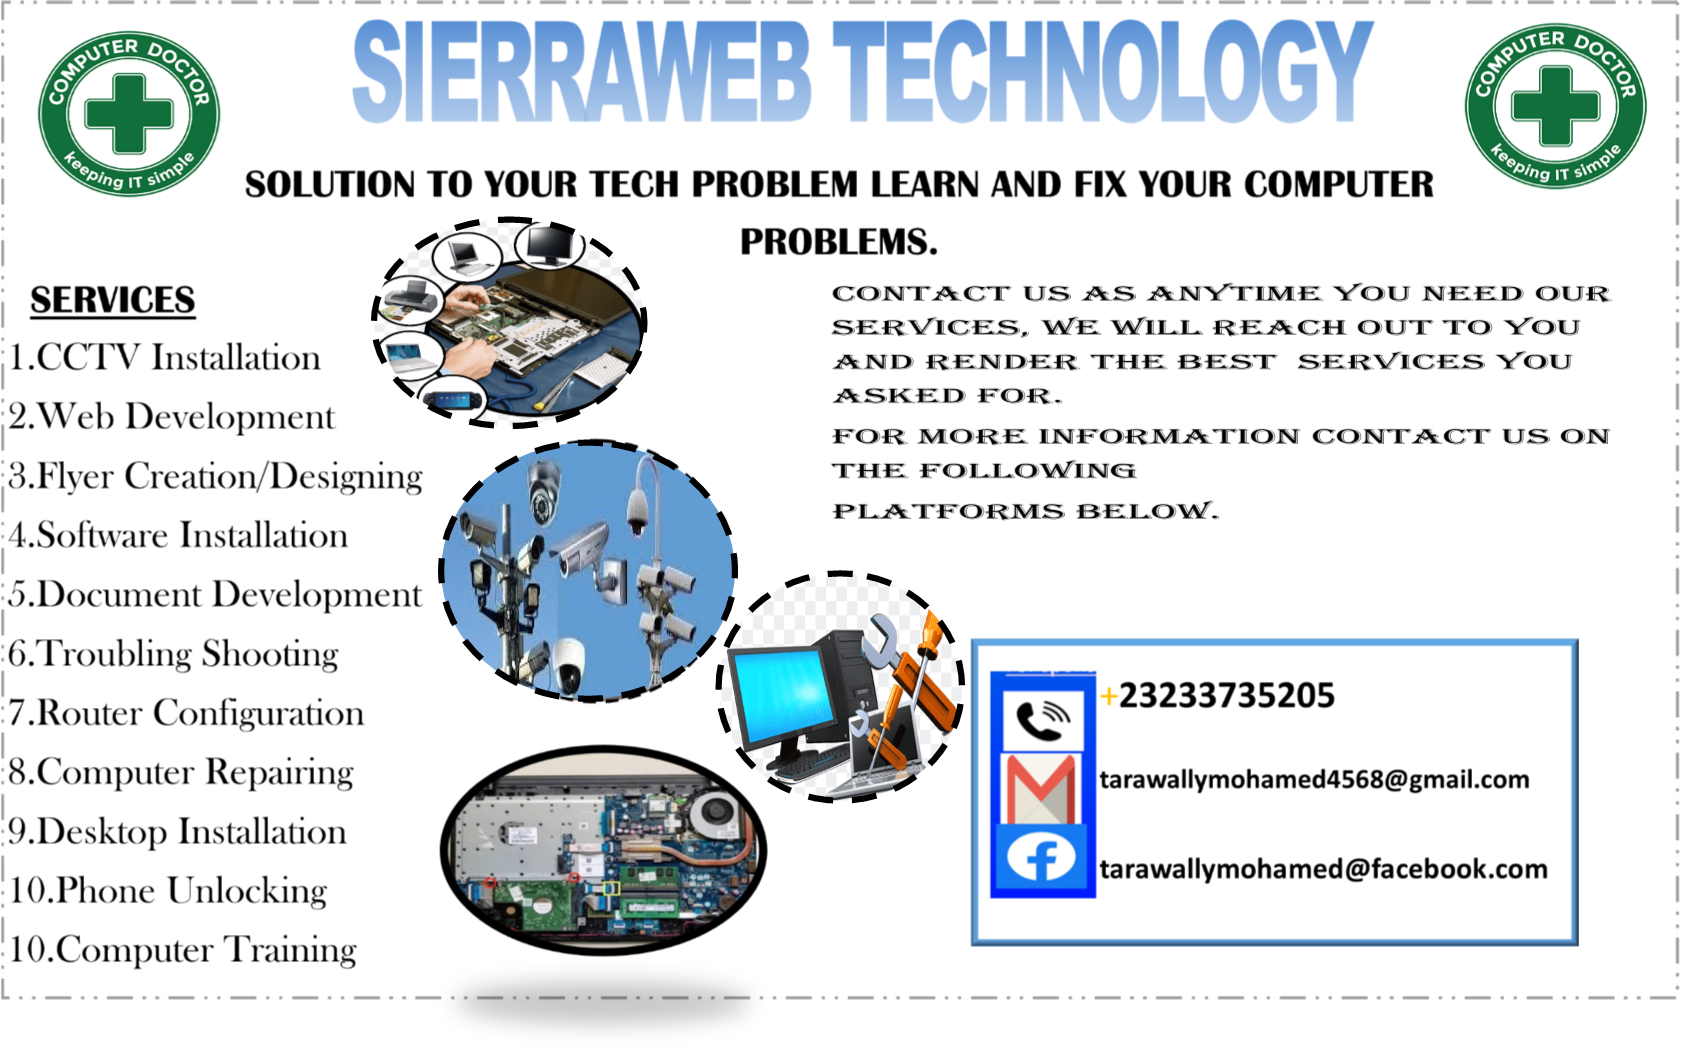 COMPUTER DOCTOR
keeping IT simple
SIERRAWEB TECHNOLOGY
COMPUTER DOCTOR
keeping IT simple
SOLUTION TO YOUR TECH PROBLEM LEARN AND FIX YOUR COMPUTER
PROBLEMS.
SERVICES
1.CCTV Installation
2.Web Development
3.Flyer Creation/Designing
4.Software Installation
5.Document Development
6.Troubling Shooting
7.Router Configuration
8.Computer Repairing
9.Desktop Installation
10.Phone Unlocking
10.Computer Training
CONTACT US AS ANYTIME YOU NEED OUR
SERVICES, WE WILL REACH OUT TO YOU
AND RENDER THE BEST SERVICES YOU
ASKED FOR.
FOR MORE INFORMATION CONTACT US ON
THE FOLLOWING
PLATFORMS BELOW.
+23233735205
tarawallymohamed4568@gmail.com
tarawallymohamed@facebook.com